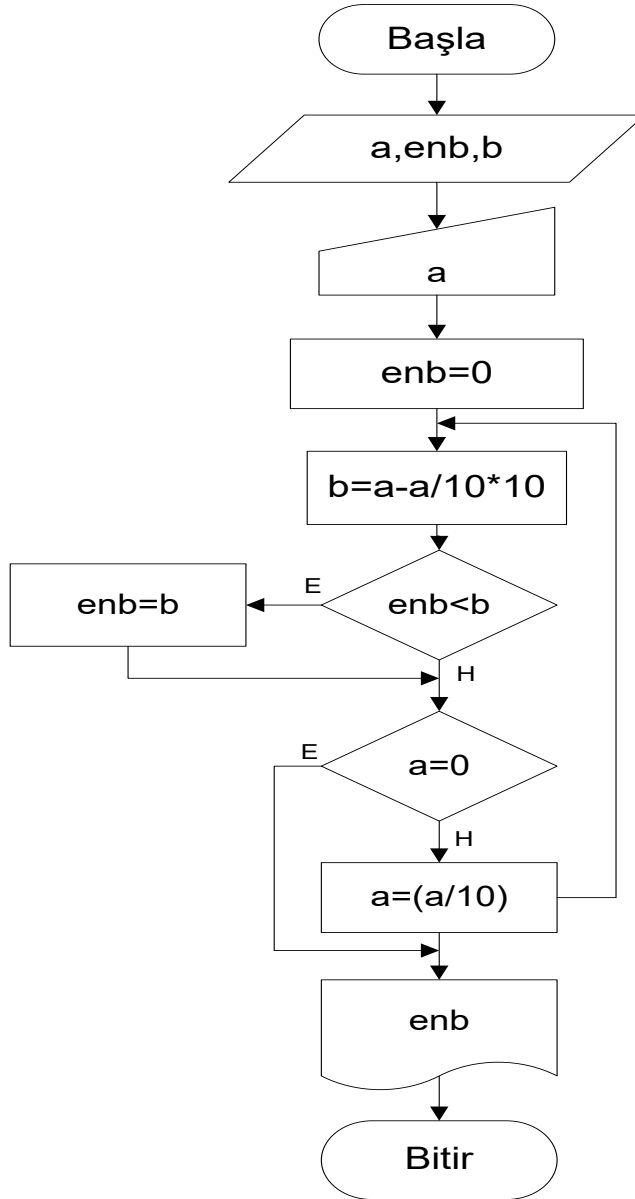 Başla
a,enb,b
a
enb=0
b=a-a/10*10
enb<b
E
enb=b
H
a=0
E
H
a=(a/10)
enb
Bitir